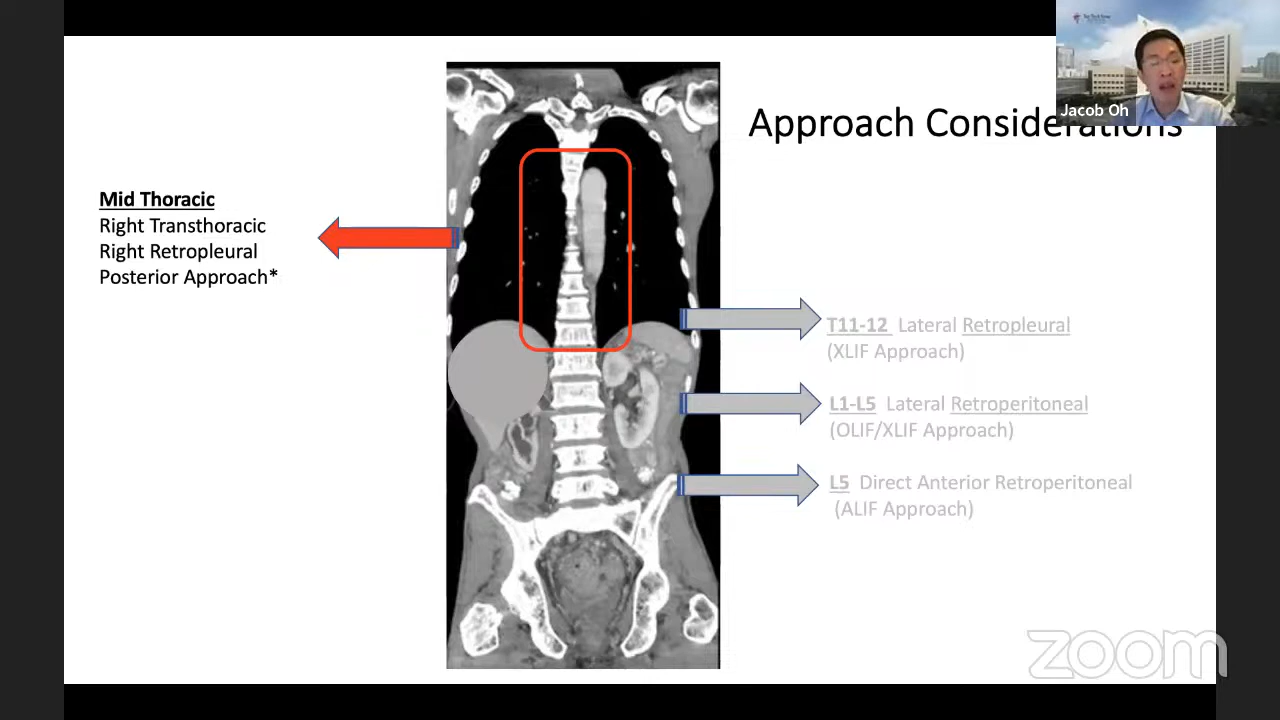 Approach Considerations
Jacob Oh
Mid Thoracic
Right Transthoracic
Right Retropleural
Posterior Approach*
T11-12 Lateral Retropleural
(XLIF Approach)
L1-L5 Lateral Retroperitoneal
(OLIF/XLIF Approach)
L5 Direct Anterior Retroperitoneal
(ALIF Approach)
zoom